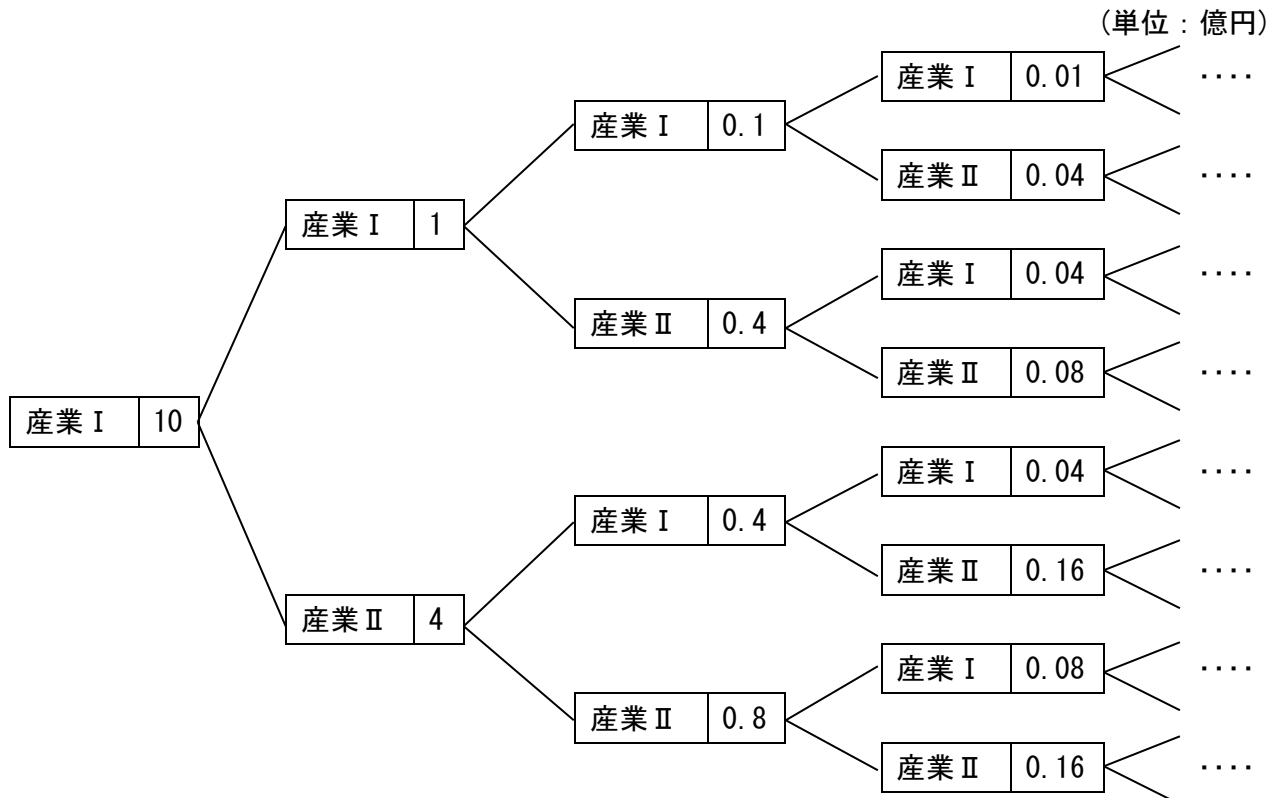 (単位：億円)
産業Ⅰ 0.01
‥‥
産業Ⅰ 0.1
産業Ⅱ 0.04
‥‥
産業Ⅰ 1
産業Ⅰ 0.04
‥‥
産業Ⅱ 0.4
産業Ⅱ 0.08
‥‥
産業Ⅰ 10
産業Ⅰ 0.04
‥‥
産業Ⅰ 0.4
産業Ⅱ 0.16
‥‥
産業Ⅱ 4
産業Ⅰ 0.08
‥‥
産業Ⅱ 0.8
産業Ⅱ 0.16
‥‥